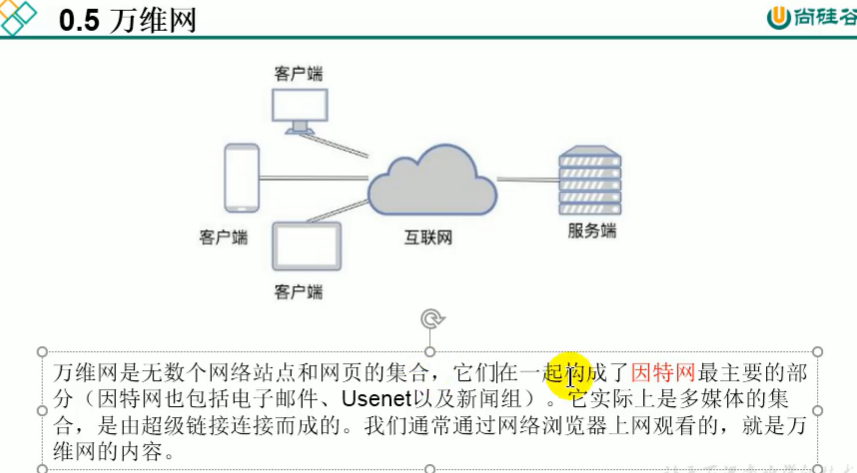 0.5 万维网
尚硅谷
客户端
客户端
互联网
服务端
客户端
万维网是无数个网络站点和网页的集合，它们在一起构成了因特网最主要的部
分（因特网也包括电子邮件、Usenet以及新闻组）。它实际上是多媒体的集
合，是由超级链接连接而成的。我们通常通过网络浏览器上网观看的，就是万
维网的内容。